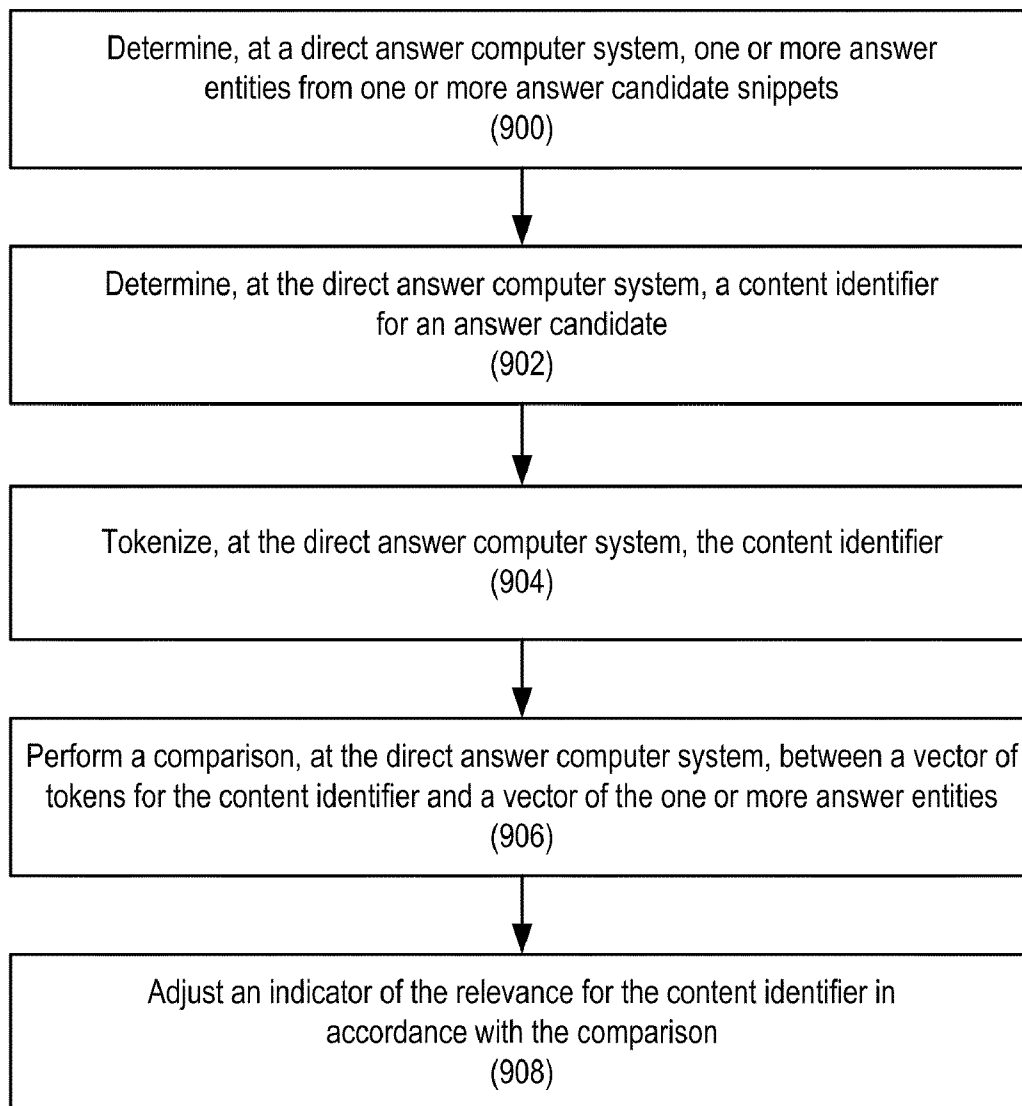 Determine, at a direct answer computer system, one or more answer
entities from one or more answer candidate snippets
(900)
Determine, at the direct answer computer system, a content identifier
for an answer candidate
(902)
Tokenize, at the direct answer computer system, the content identifier
(904)
Perform a comparison, at the direct answer computer system, between a vector of
tokens for the content identifier and a vector of the one or more answer entities
(906)
Adjust an indicator of the relevance for the content identifier in
accordance with the comparison
(908)